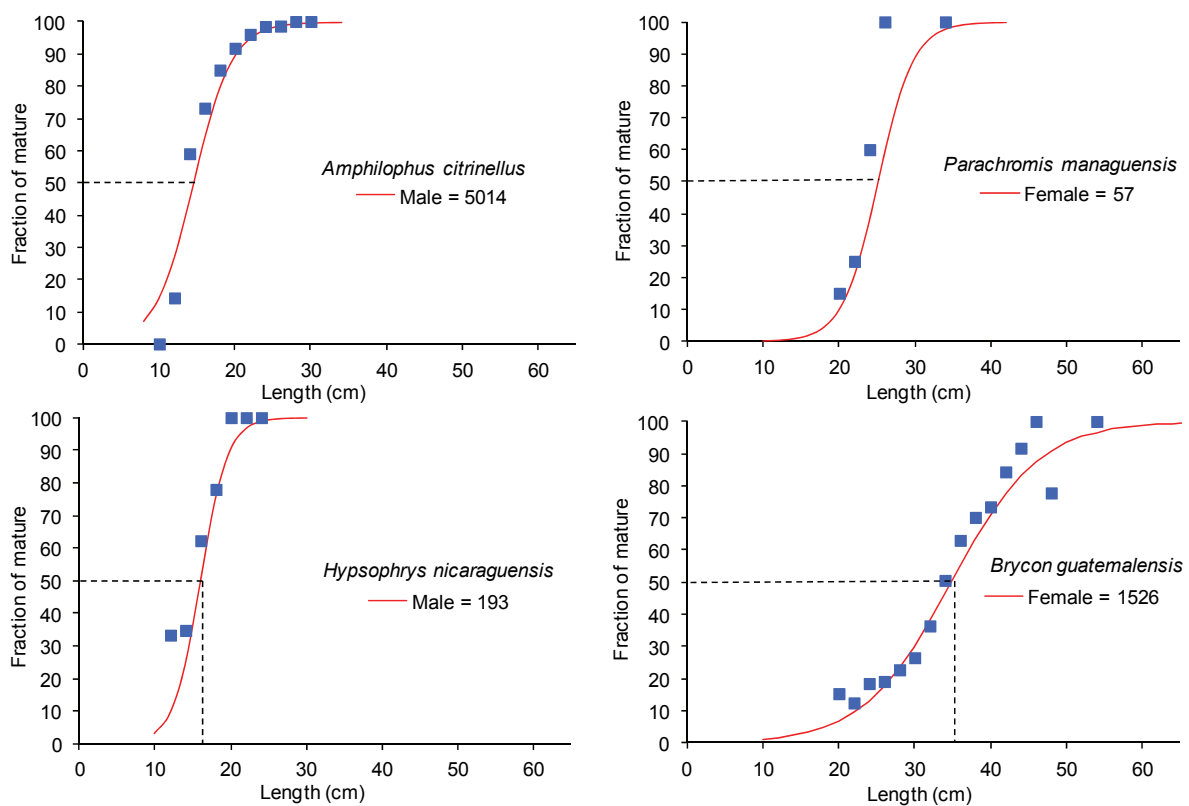 Fraction of mature
100
90
80
70
60
50
40
30
20
10
0
Amphilophus citrinellus
Male = 5014
0 10 20 30 40 50 60
Length (cm)
Fraction of mature
100
90
80
70
60
50
40
30
20
10
0
Parachromis managuensis
Female = 57
0 10 20 30 40 50 60
Length (cm)
Fraction of mature
100
90
80
70
60
50
40
30
20
10
0
Hypsophrys nicaraguensis
Male = 193
0 10 20 30 40 50 60
Length (cm)
Fraction of mature
100
90
80
70
60
50
40
30
20
10
0
Brycon guatemalensis
Female = 1526
0 10 20 30 40 50 60
Length (cm)